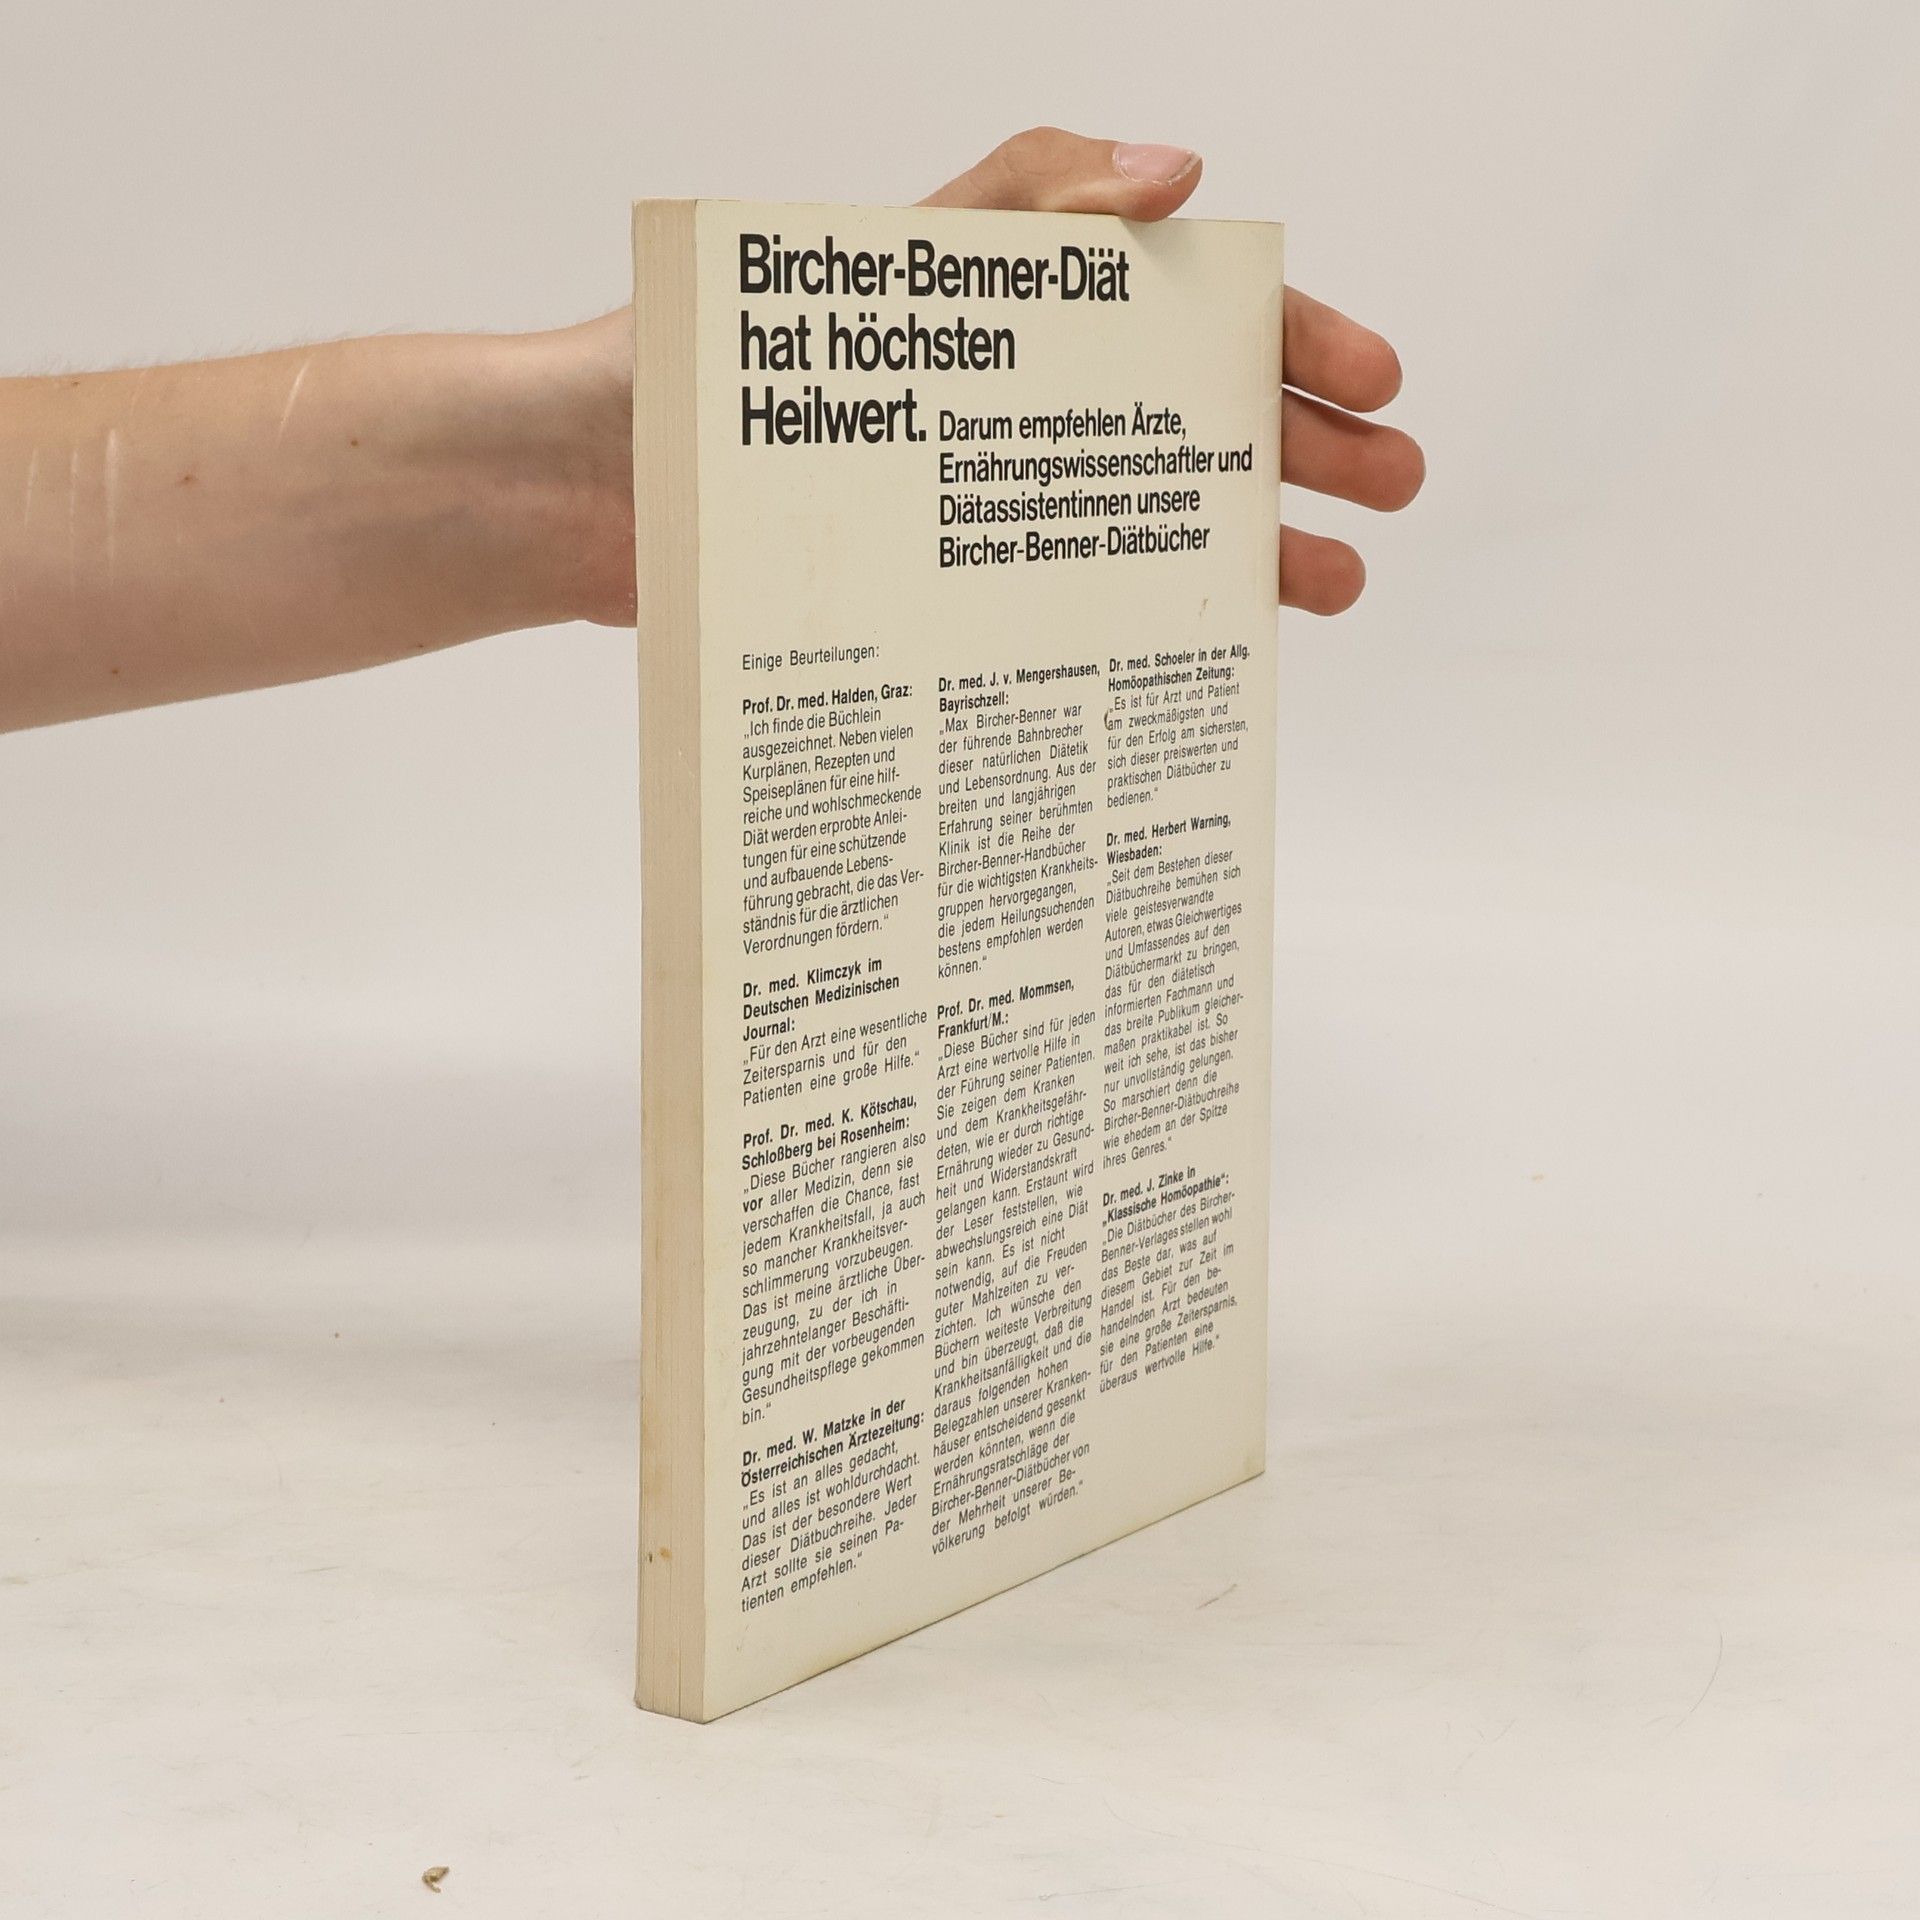 Bircher-Benner-Diät
hat höchsten
Heilwert.
Darum empfehlen Ärzte,
Ernährungswissenschaftler und
Diätassistentinnen unsere
Bircher-Benner-Diätbücher
Einige Beurteilungen:
Prof. Dr. med. Halden, Graz:
„Ich finde die Büchlein
ausgezeichnet. Neben vielen
Kurplänen, Rezepten und
Speiseplänen für eine hilf-
reiche und wohlschmeckende
Diät werden erprobte Anlei-
tungen für eine schützende
und aufbauende Lebens-
führung gebracht, die das Ver-
ständnis für die ärztlichen
Verordnungen fördern.“
Dr. med. Klimczyk im
Deutschen Medizinischen
Journal:
„Für den Arzt eine wesentliche
Zeitersparnis und für den
Patienten eine große Hilfe.“
Prof. Dr. med. K. Kötschau,
Schloßberg bei Rosenheim:
„Diese Bücher rangieren also
vor aller Medizin, denn sie
verschaffen die Chance, fast
jedem Krankheitsfall, ja auch
so mancher Krankheitsver-
schlimmerung vorzubeugen.
Das ist meine ärztliche Über-
zeugung, zu der ich in
jahrzehntelanger Beschäfti-
gung mit der vorbeugenden
Gesundheitspflege gekommen
bin.“
Dr. med. W. Matzke in der
Österreichischen Ärztezeitung:
„Es ist an alles gedacht,
und alles ist wohldurchdacht.
Das ist der besondere Wert
dieser Diätbuchreihe. Jeder
Arzt sollte sie seinen Pa-
tienten empfehlen.“
Dr. med. J. v. Mengershausen,
Bayrischzell:
„Max Bircher-Benner war
der führende Bahnbrecher
dieser natürlichen Diätetik
und Lebensordnung. Aus der
breiten und langjährigen
Erfahrung seiner berühmten
Klinik ist die Reihe der
Bircher-Benner-Handbücher
für die wichtigsten Krankheits-
gruppen hervorgegangen,
die jedem Heilungsuchenden
bestens empfohlen werden
können.“
Prof. Dr. med. Mommsen,
Frankfurt/M.:
„Diese Bücher sind für jeden
Arzt eine wertvolle Hilfe in
der Führung seiner Patienten.
Sie zeigen dem Kranken
und dem Krankheitsgefähr-
deten, wie er durch richtige
Ernährung wieder zu Gesund-
heit und Widerstandskraft
gelangen kann. Erstaunt wird
der Leser feststellen, wie
abwechslungsreich eine Diät
sein kann. Es ist nicht
notwendig, auf die Freuden
guter Mahlzeiten zu ver-
zichten. Ich wünsche den
Büchern weiteste Verbreitung
und bin überzeugt, daß die
Krankheitsanfälligkeit und die
daraus folgenden hohen
Belegzahlen unserer Kranken-
häuser entscheidend gesenkt
werden könnten, wenn die
Ernährungsratschläge der
Bircher-Benner-Diätbücher von
der Mehrheit unserer Be-
völkerung befolgt würden.“
Dr. med. Schoeler in der Allg.
Homöopathischen Zeitung:
„Es ist für Arzt und Patient
am zweckmäßigsten und
für den Erfolg am sichersten,
sich dieser preiswerten und
praktischen Diätbücher zu
bedienen.“
Dr. med. Herbert Warning,
Wiesbaden:
„Seit dem Bestehen dieser
Diätbuchreihe bemühen sich
viele geistesverwandte
Autoren, etwas Gleichwertiges
und Umfassendes auf den
Diätbüchermarkt zu bringen,
das für den diätetisch
informierten Fachmann und
das breite Publikum gleicher-
maßen praktikabel ist. So
weit ich sehe, ist das bisher
nur unvollständig gelungen.
So marschiert denn die
Bircher-Benner-Diätbuchreihe
wie ehedem an der Spitze
ihres Genres.“
Dr. med. J. Zinke in
„Klassische Homöopathie“:
„Die Diätbücher des Bircher-
Benner-Verlages stellen wohl
das Beste dar, was auf
diesem Gebiet zur Zeit im
Handel ist. Für den be-
handelnden Arzt bedeuten
sie eine große Zeitersparnis,
für den Patienten eine
überaus wertvolle Hilfe.“